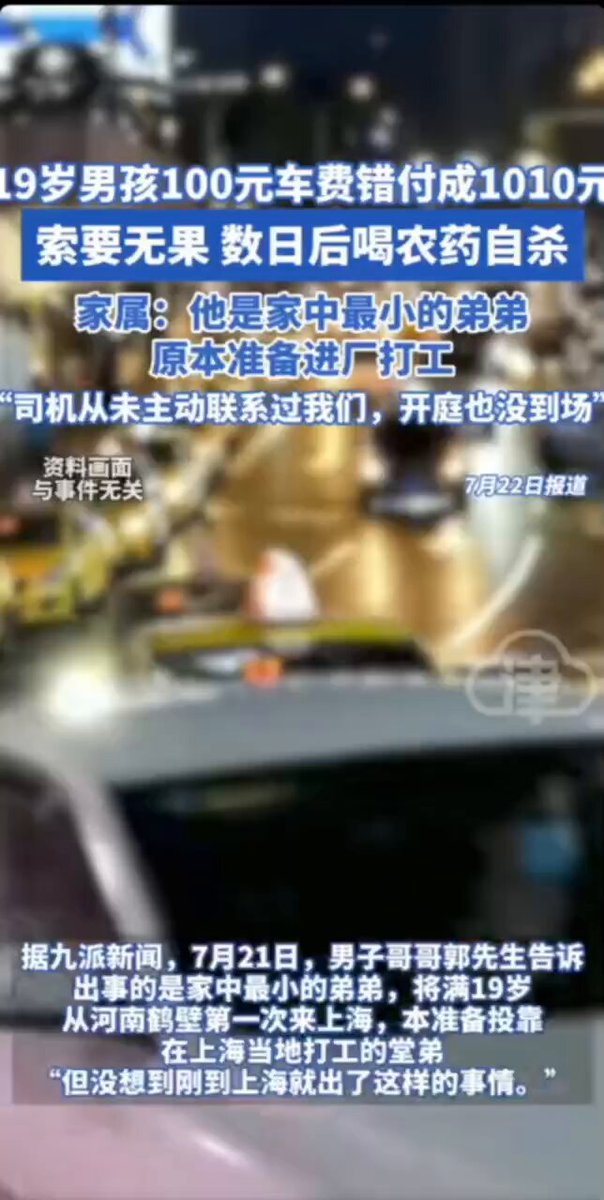 19岁男孩100元车费错付成1010元
索要无果 数日后喝农药自杀
家属：他是家中最小的弟弟
原本准备进厂打工
“司机从未主动联系过我们，开庭也没到场”
资料画面
与事件无关
7月22日报道
津
据九派新闻，7月21日，男子哥哥郭先生告诉
出事的是家中最小的弟弟，将满19岁
从河南鹤壁第一次来上海，本准备投靠
在上海当地打工的堂弟
“但没想到刚到上海就出了这样的事情。”